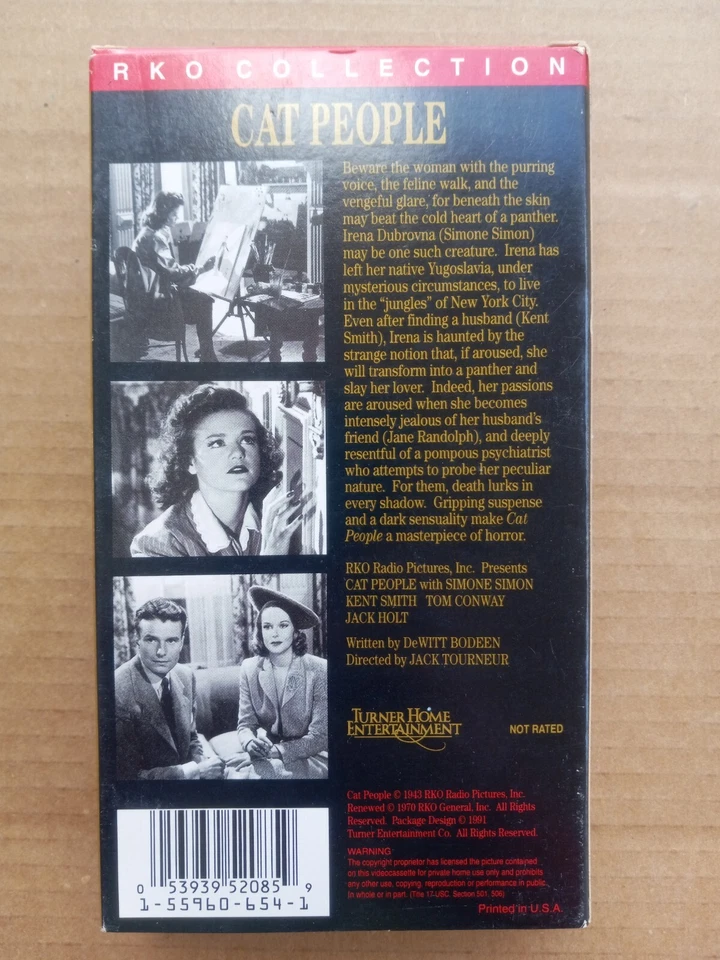 RKO COLLECTION
CAT PEOPLE
Beware the woman with the purring
voice, the feline walk, and the
vengeful glare, for beneath the skin
may beat the cold heart of a panther.
Irena Dubrovna (Simone Simon)
may be one such creature. Irena has
left her native Yugoslavia, under
mysterious circumstances, to live
in the “jungles” of New York City.
Even after finding a husband (Kent
Smith), Irena is haunted by the
strange notion that, if aroused, she
will transform into a panther and
slay her lover. Indeed, her passions
are aroused when she becomes
intensely jealous of her husband's
friend (Jane Randolph), and deeply
resentful of a pompous psychiatrist
who attempts to probe her peculiar
nature. For them, death lurks in
every shadow. Gripping suspense
and a dark sensuality make Cat
People a masterpiece of horror.
RKO Radio Pictures, Inc. Presents
CAT PEOPLE with SIMONE SIMON
KENT SMITH TOM CONWAY
JACK HOLT
Written by DeWITT BODEEN
Directed by JACK TOURNEUR
TURNER HOME
ENTERTAINMENT
NOT RATED
Cat People © 1943 RKO Radio Pictures, Inc.
Renewed © 1970 RKO General, Inc. All Rights
Reserved. Package Design © 1991
Turner Entertainment Co. All Rights Reserved.
WARNING
The copyright proprietor has licensed the picture contained
on this videocassette for private home use only and prohibits
any other use, copying, reproduction or performance in public,
in whole or in part. (Title 17 USC, Section 501, 506)
Printed in U.S.A.
0 53939 52085 9
1-55960-654-1